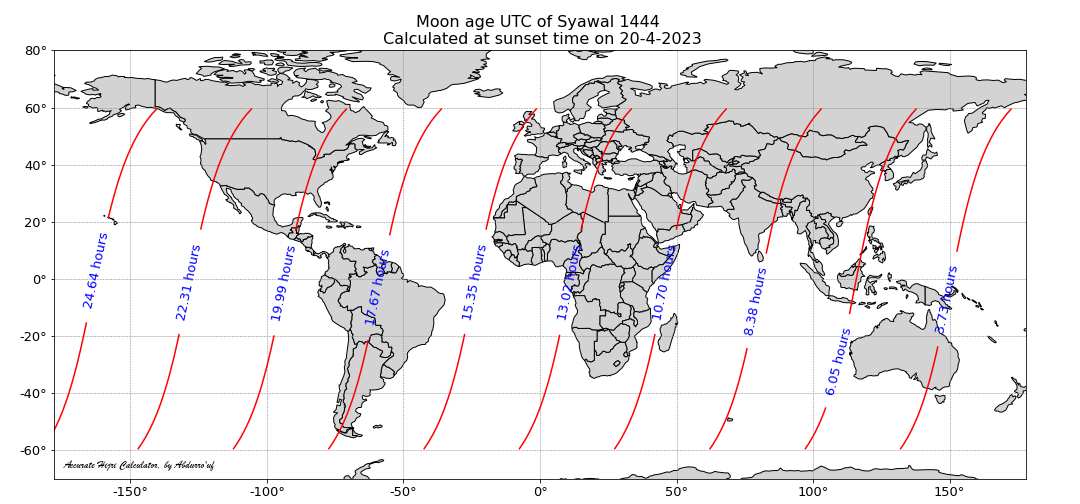 Moon age UTC of Syawal 1444
Calculated at sunset time on 20-4-2023
80°
60°
40°
20°
0°
-20°
-40°
-60°
24.64 hours
22.31 hours
19.99 hours
17.67 hours
15.35 hours
13.02 hours
10.70 hours
8.38 hours
6.05 hours
3.73 hours
Accurate Hijri Calculator, by Abdurro'uf
-150°
-100°
-50°
0°
50°
100°
150°